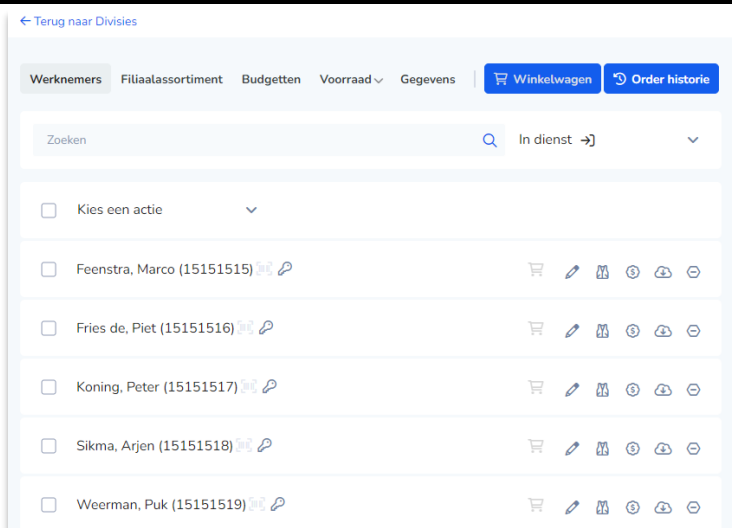 Terug naar Divisies
Werknemers Filiaalassortiment Budgetten Voorraad Gegevens Winkelwagen Order historie
Zoeken In dienst
Kies een actie
Feenstra, Marco (15151515)
Fries de, Piet (15151516)
Koning, Peter (15151517)
Sikma, Arjen (15151518)
Weerman, Puk (15151519)